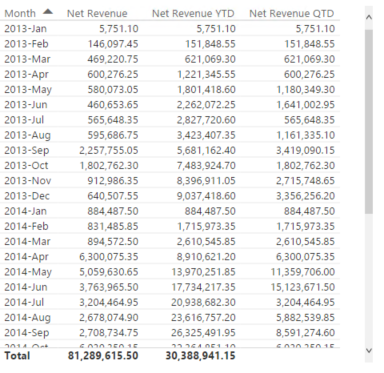 Month Net Revenue Net Revenue YTD Net Revenue QTD
2013-Jan 5,751.10 5,751.10 5,751.10
2013-Feb 146,097.45 151,848.55 151,848.55
2013-Mar 469,220.75 621,069.30 621,069.30
2013-Apr 600,276.25 1,221,345.55 600,276.25
2013-May 580,073.05 1,801,418.60 1,180,349.30
2013-Jun 460,653.65 2,262,072.25 1,641,002.95
2013-Jul 565,648.35 2,827,720.60 565,648.35
2013-Aug 595,686.75 3,423,407.35 1,161,335.10
2013-Sep 2,257,755.05 5,681,162.40 3,419,090.15
2013-Oct 1,802,762.30 7,483,924.70 1,802,762.30
2013-Nov 912,986.35 8,396,911.05 2,715,748.65
2013-Dec 640,507.55 9,037,418.60 3,356,256.20
2014-Jan 884,487.50 884,487.50 884,487.50
2014-Feb 831,485.85 1,715,973.35 1,715,973.35
2014-Mar 894,572.50 2,610,545.85 2,610,545.85
2014-Apr 6,300,075.35 8,910,621.20 6,300,075.35
2014-May 5,059,630.65 13,970,251.85 11,359,706.00
2014-Jun 3,763,965.50 17,734,217.35 15,123,671.50
2014-Jul 3,204,464.95 20,938,682.30 3,204,464.95
2014-Aug 2,678,074.90 23,616,757.20 5,882,539.85
2014-Sep 2,708,734.75 26,325,491.95 8,591,274.60
2014-Oct
Total 81,289,615.50 30,388,941.15